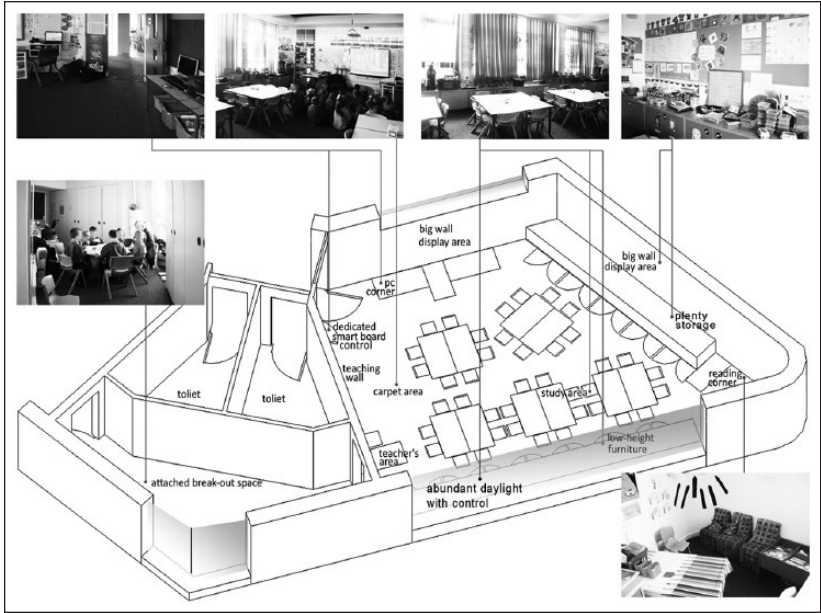 big wall
display area
big wall
display area
pc
corner
plenty
storage
dedicated
smart board
control
teaching
wall
reading
corner
toliet
toliet
carpet area
study area
low-height
furniture
teacher's
area
attached break-out space
abundant daylight
with control